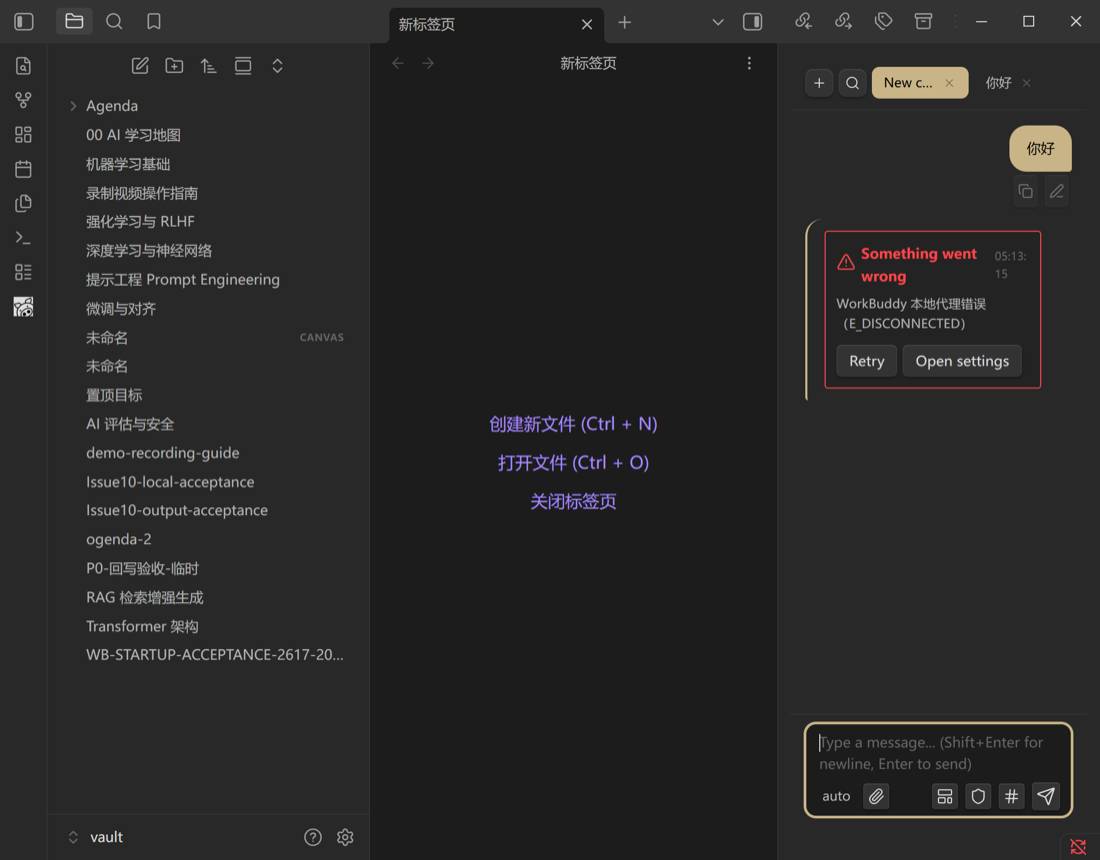 新标签页
新标签页
Agenda
00 AI 学习地图
机器学习基础
录制视频操作指南
强化学习与 RLHF
深度学习与神经网络
提示工程 Prompt Engineering
微调与对齐
未命名 CANVAS
未命名
置顶目标
AI 评估与安全
demo-recording-guide
Issue10-local-acceptance
Issue10-output-acceptance
ogenda-2
P0-回写验收-临时
RAG 检索增强生成
Transformer 架构
WB-STARTUP-ACCEPTANCE-2617-20...
vault
创建新文件 (Ctrl + N)
打开文件 (Ctrl + O)
关闭标签页
New c... 你好
你好
Something went
wrong
05:13:
15
WorkBuddy 本地代理错误
（E_DISCONNECTED）
Retry Open settings
Type a message... (Shift+Enter for
newline, Enter to send)
auto